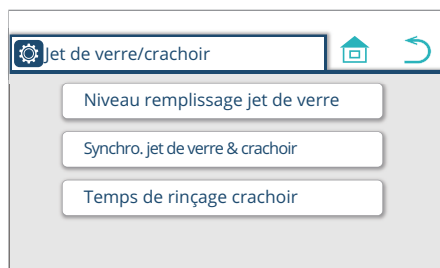 Jet de verre/crachoir
Niveau remplissage jet de verre
Synchro. jet de verre & crachoir
Temps de rinçage crachoir